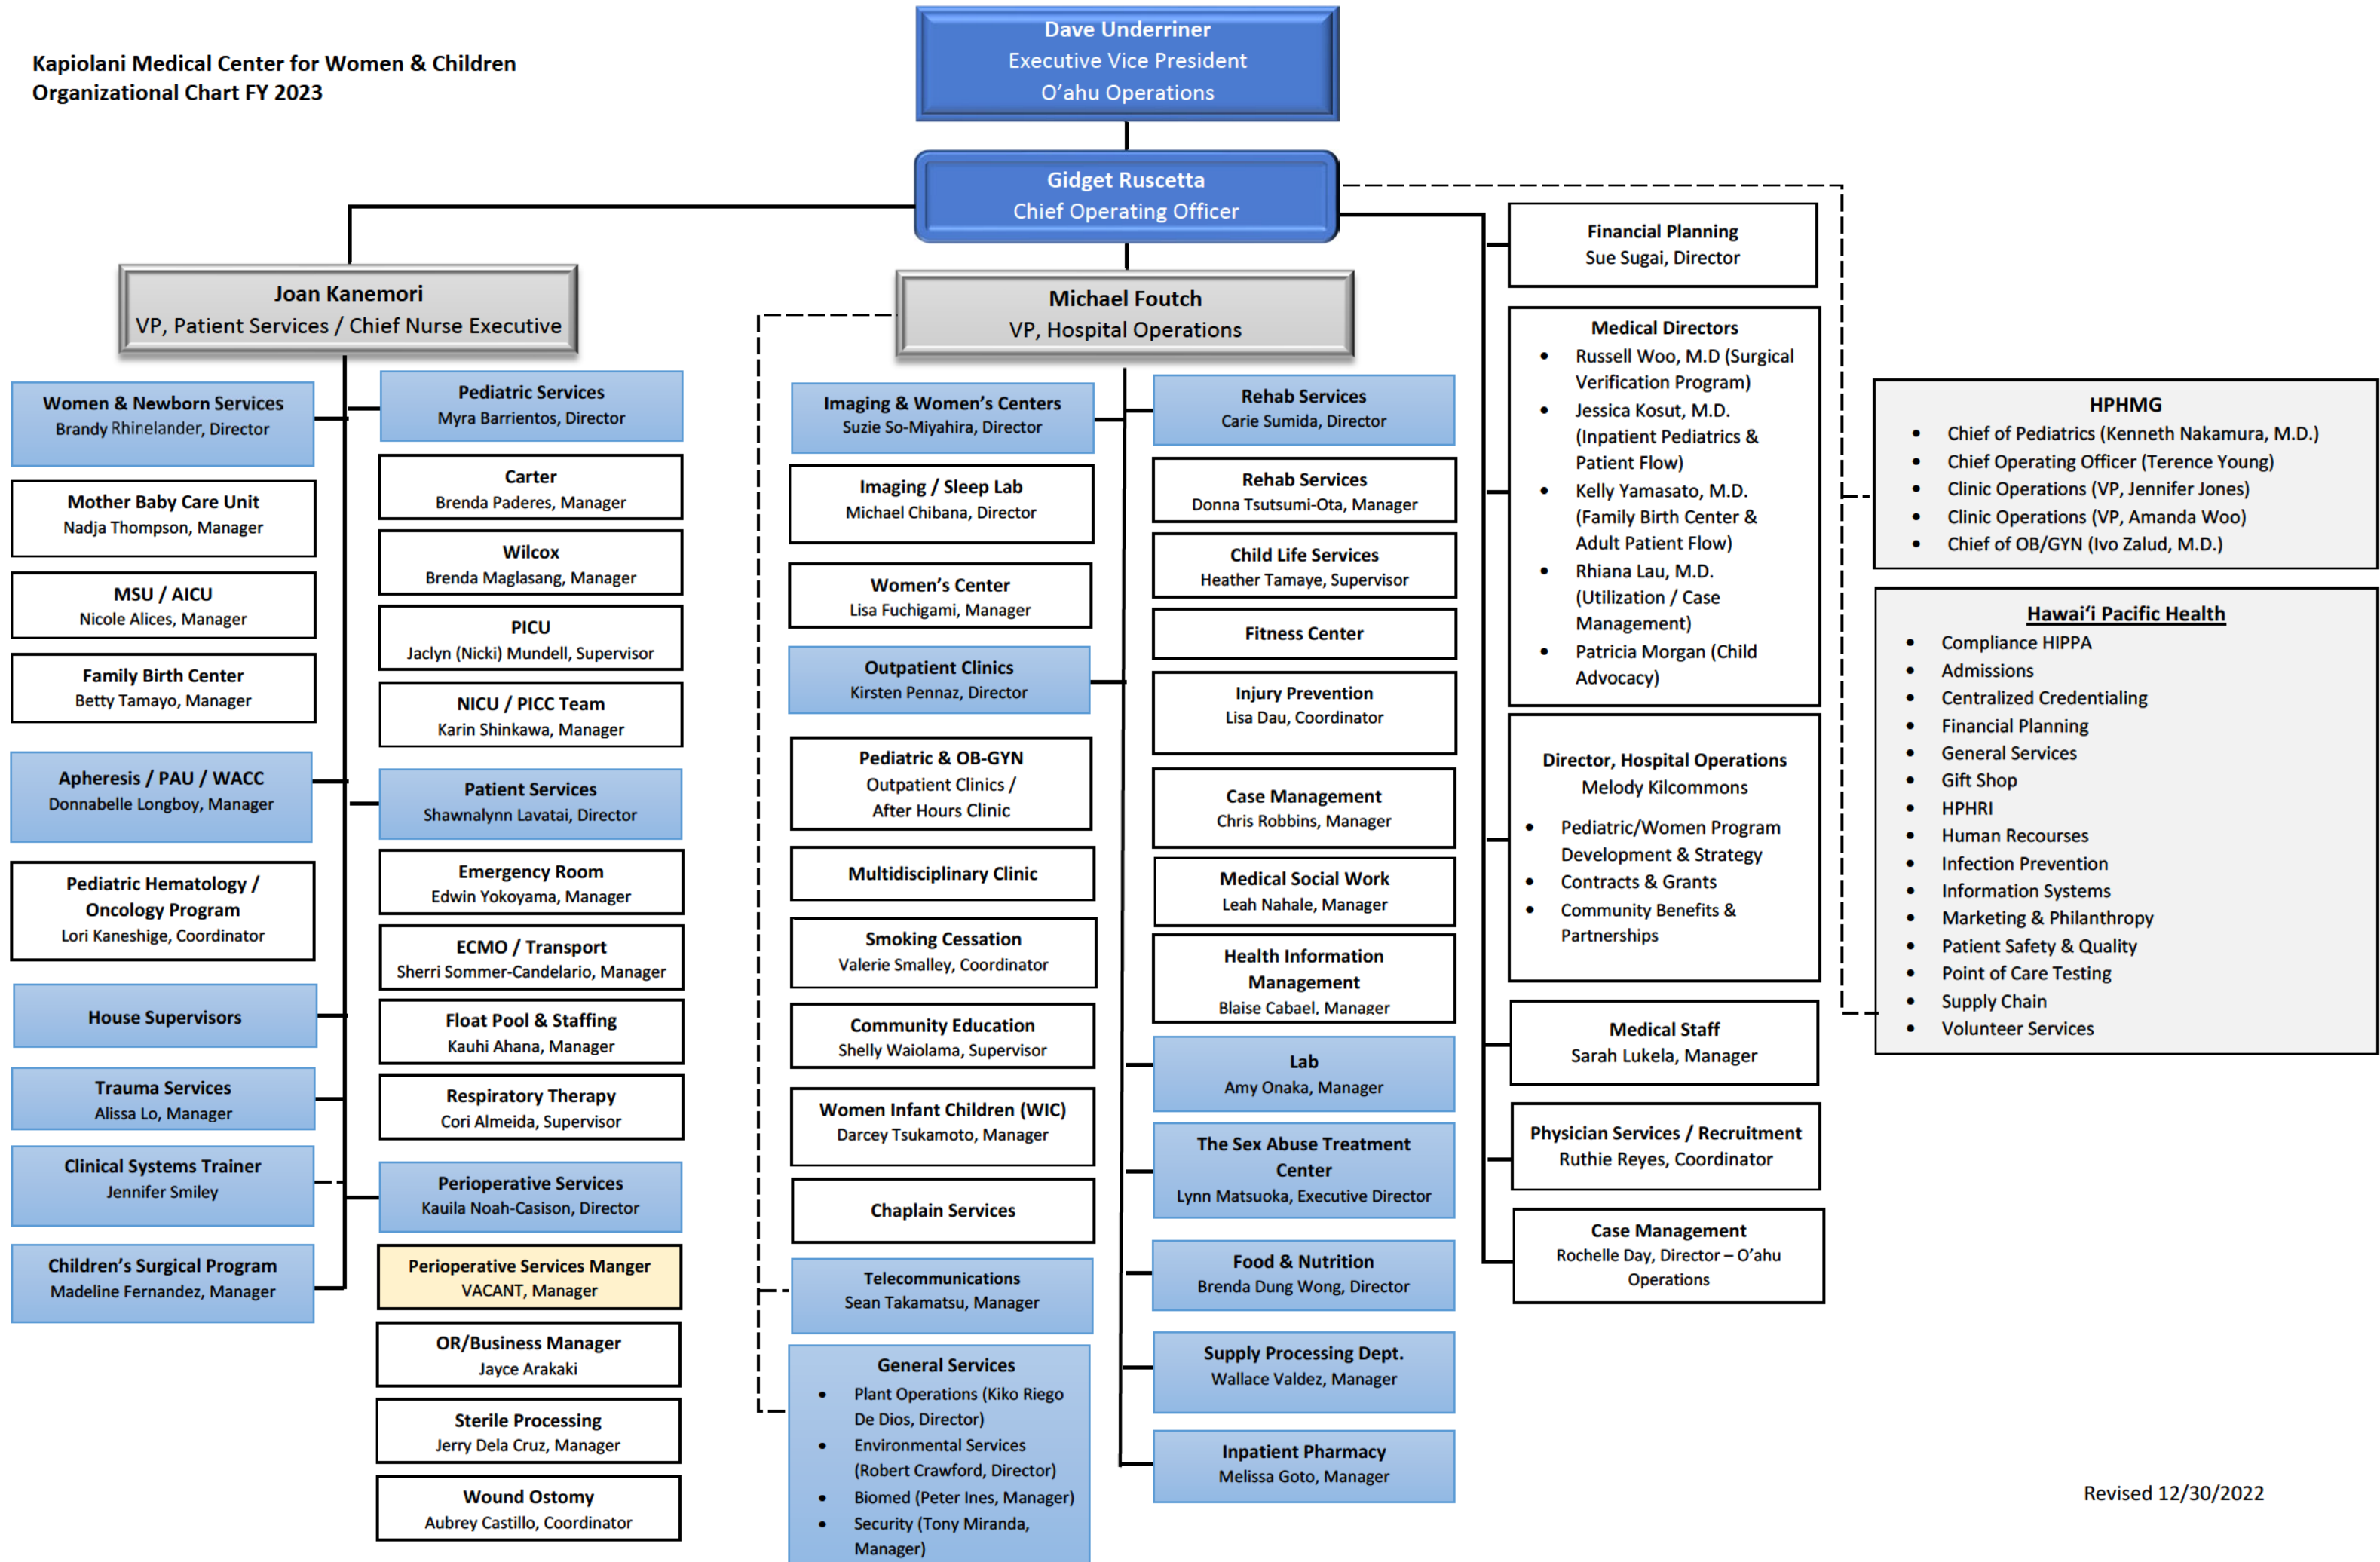 Kapiolani Medical Center for Women & Children
Organizational Chart FY 2023
Dave Underriner
Executive Vice President
O’ahu Operations
Gidget Ruscetta
Chief Operating Officer
Joan Kanemori
VP, Patient Services / Chief Nurse Executive
Michael Foutch
VP, Hospital Operations
Women & Newborn Services
Brandy Rhinelander, Director
Mother Baby Care Unit
Nadja Thompson, Manager
MSU / AICU
Nicole Alices, Manager
Family Birth Center
Betty Tamayo, Manager
Apheresis / PAU / WACC
Donnabelle Longboy, Manager
Pediatric Hematology /
Oncology Program
Lori Kaneshige, Coordinator
House Supervisors
Trauma Services
Alissa Lo, Manager
Clinical Systems Trainer
Jennifer Smiley
Children’s Surgical Program
Madeline Fernandez, Manager
Pediatric Services
Myra Barrientos, Director
Carter
Brenda Paderes, Manager
Wilcox
Brenda Maglasang, Manager
PICU
Jaclyn (Nicki) Mundell, Supervisor
NICU / PICC Team
Karin Shinkawa, Manager
Patient Services
Shawnalynn Lavatai, Director
Emergency Room
Edwin Yokoyama, Manager
ECMO / Transport
Sherri Sommer-Candelario, Manager
Float Pool & Staffing
Kauhi Ahana, Manager
Respiratory Therapy
Cori Almeida, Supervisor
Perioperative Services
Kauila Noah-Casison, Director
Perioperative Services Manger
VACANT, Manager
OR/Business Manager
Jayce Arakaki
Sterile Processing
Jerry Dela Cruz, Manager
Wound Ostomy
Aubrey Castillo, Coordinator
Imaging & Women’s Centers
Suzie So-Miyahira, Director
Imaging / Sleep Lab
Michael Chibana, Director
Women’s Center
Lisa Fuchigami, Manager
Outpatient Clinics
Kirsten Pennaz, Director
Pediatric & OB-GYN
Outpatient Clinics /
After Hours Clinic
Multidisciplinary Clinic
Smoking Cessation
Valerie Smalley, Coordinator
Community Education
Shelly Waiolama, Supervisor
Women Infant Children (WIC)
Darcey Tsukamoto, Manager
Chaplain Services
Telecommunications
Sean Takamatsu, Manager
General Services
• Plant Operations (Kiko Riego
De Dios, Director)
• Environmental Services
(Robert Crawford, Director)
• Biomed (Peter Ines, Manager)
• Security (Tony Miranda,
Manager)
Rehab Services
Carie Sumida, Director
Rehab Services
Donna Tsutsumi-Ota, Manager
Child Life Services
Heather Tamaye, Supervisor
Fitness Center
Injury Prevention
Lisa Dau, Coordinator
Case Management
Chris Robbins, Manager
Medical Social Work
Leah Nahale, Manager
Health Information
Management
Blaise Cabael, Manager
Lab
Amy Onaka, Manager
The Sex Abuse Treatment
Center
Lynn Matsuoka, Executive Director
Food & Nutrition
Brenda Dung Wong, Director
Supply Processing Dept.
Wallace Valdez, Manager
Inpatient Pharmacy
Melissa Goto, Manager
Financial Planning
Sue Sugai, Director
Medical Directors
• Russell Woo, M.D (Surgical
Verification Program)
• Jessica Kosut, M.D.
(Inpatient Pediatrics &
Patient Flow)
• Kelly Yamasato, M.D.
(Family Birth Center &
Adult Patient Flow)
• Rhiana Lau, M.D.
(Utilization / Case
Management)
• Patricia Morgan (Child
Advocacy)
Director, Hospital Operations
Melody Kilcommons
• Pediatric/Women Program
Development & Strategy
• Contracts & Grants
• Community Benefits &
Partnerships
Medical Staff
Sarah Lukela, Manager
Physician Services / Recruitment
Ruthie Reyes, Coordinator
Case Management
Rochelle Day, Director – O’ahu
Operations
HPHMG
• Chief of Pediatrics (Kenneth Nakamura, M.D.)
• Chief Operating Officer (Terence Young)
• Clinic Operations (VP, Jennifer Jones)
• Clinic Operations (VP, Amanda Woo)
• Chief of OB/GYN (Ivo Zalud, M.D.)
Hawai‘i Pacific Health
• Compliance HIPPA
• Admissions
• Centralized Credentialing
• Financial Planning
• General Services
• Gift Shop
• HPHRI
• Human Recourses
• Infection Prevention
• Information Systems
• Marketing & Philanthropy
• Patient Safety & Quality
• Point of Care Testing
• Supply Chain
• Volunteer Services
Revised 12/30/2022